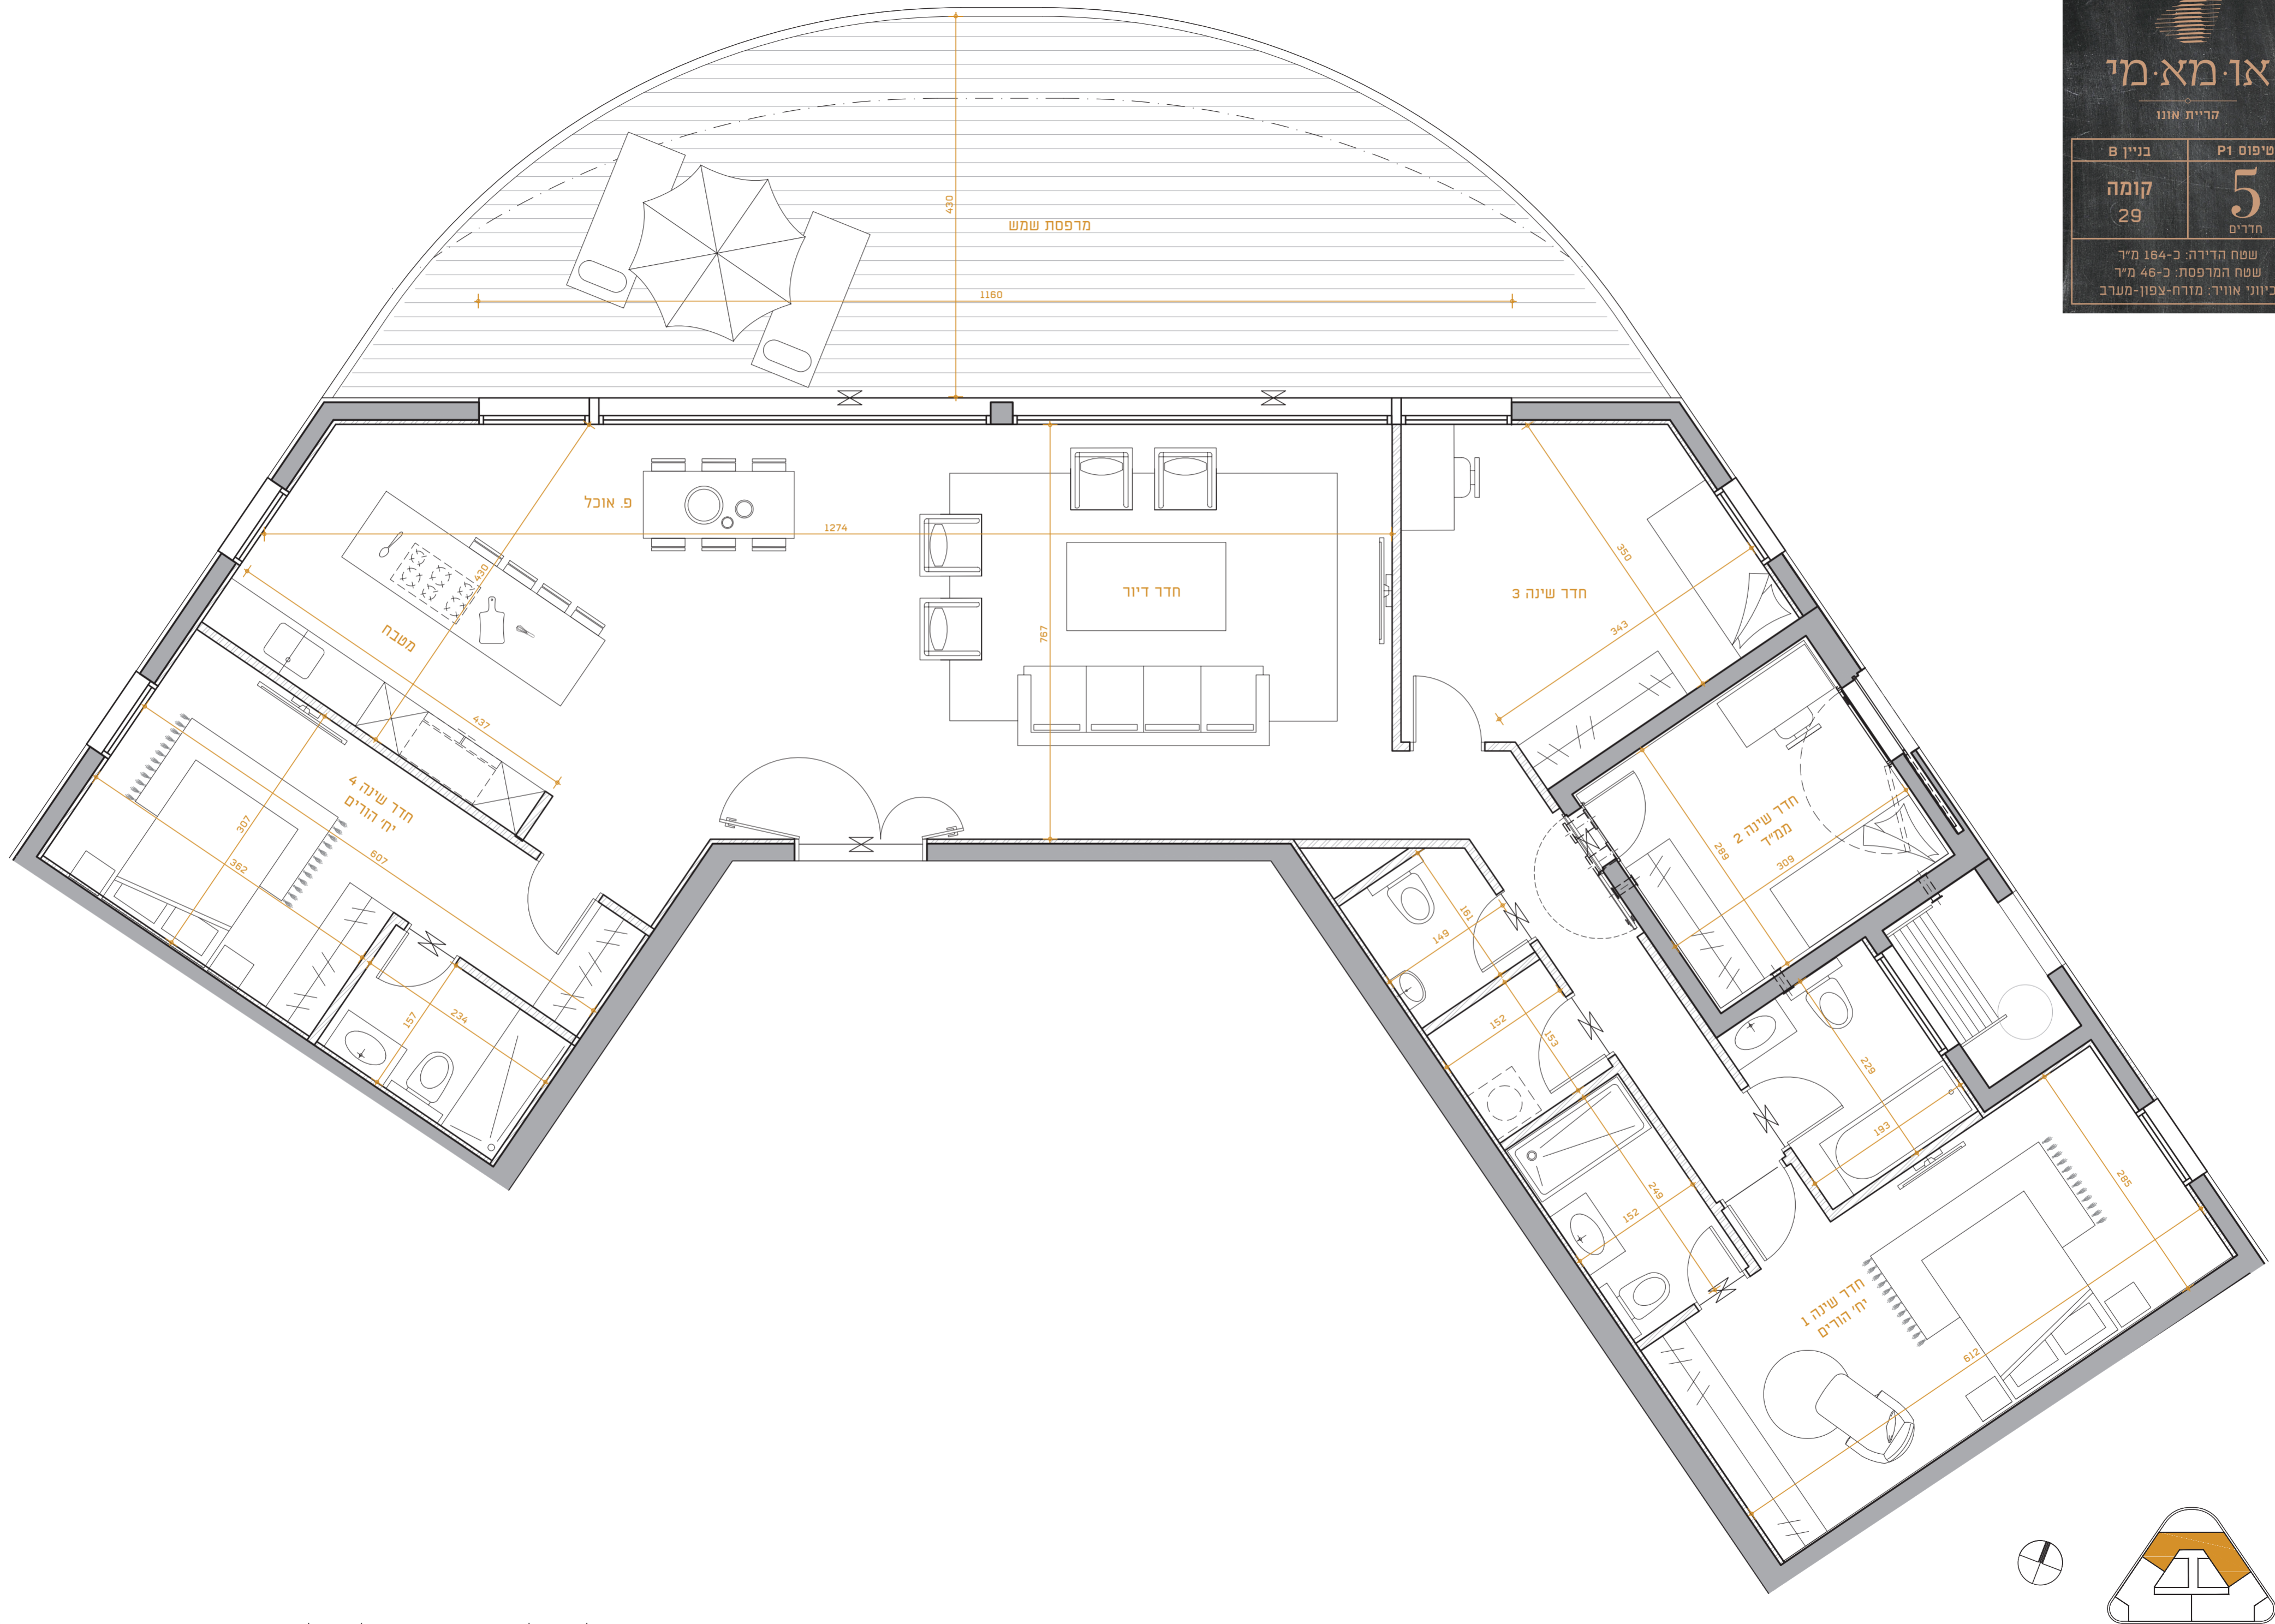 או·מא·מי
קריית אונו
טיפוס P1
בניין B
5
חדרים
קומה
29
שטח הדירה: כ-164 מ״ר
שטח המרפסת: כ-46 מ״ר
כיווני אוויר: מזרח-צפון-מערב
430
מרפסת שמש
1160
פ. אוכל
1274
430
מטבח
437
חדר דיור
767
חדר שינה 3
350
343
חדר שינה 4
יח׳ הורים
307
362
607
157
234
חדר שינה 2
ממ״ד
289
309
161
149
152
153
229
193
249
152
285
חדר שינה 1
יח׳ הורים
612